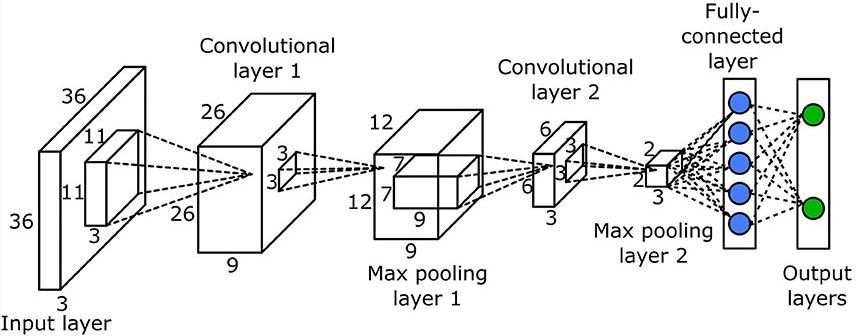 36
11
11
3
36
3
Input layer
Convolutional
layer 1
26
26
3
3
9
12
12
7
7
9
9
Max pooling
layer 1
Convolutional
layer 2
6
6
3
3
3
2
2
3
Max pooling
layer 2
Fully-
connected
layer
Output
layers